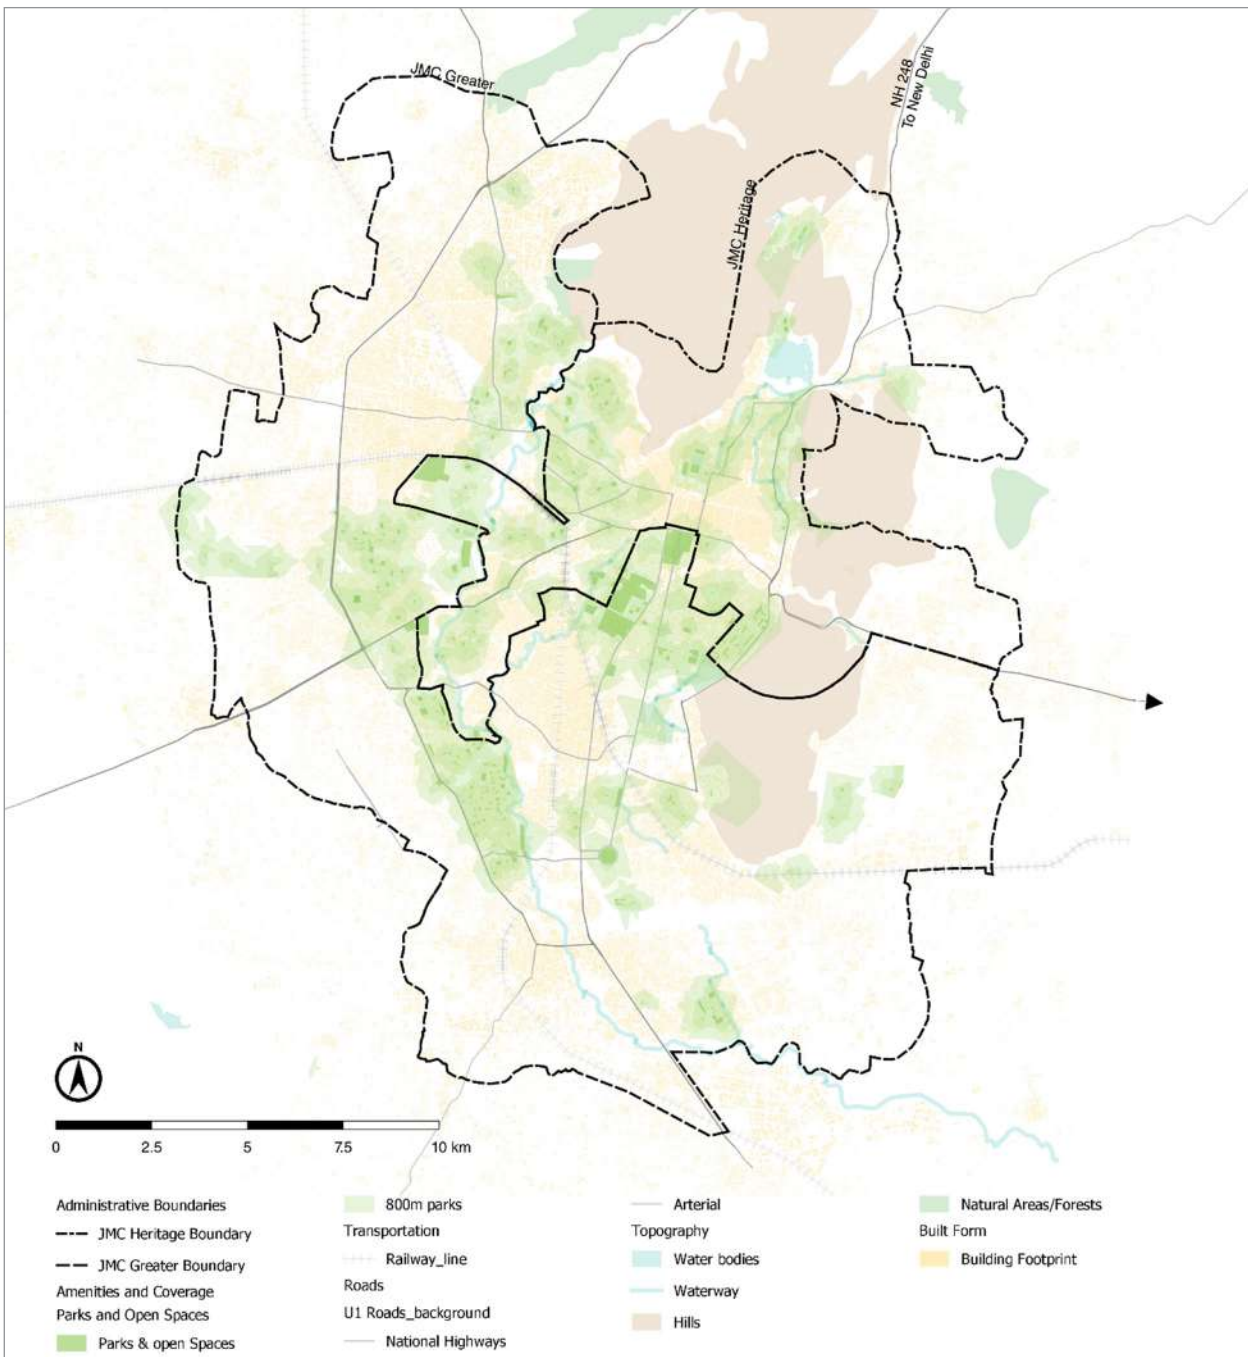 JMC Greater
NH 248
To New Delhi
JMC Heritage
N
0 2.5 5 7.5 10 km
Administrative Boundaries
JMC Heritage Boundary
JMC Greater Boundary
Amenities and Coverage
Parks and Open Spaces
Parks & open Spaces
800m parks
Transportation
Railway_line
Roads
U1 Roads_background
National Highways
Arterial
Topography
Water bodies
Waterway
Hills
Natural Areas/Forests
Built Form
Building Footprint